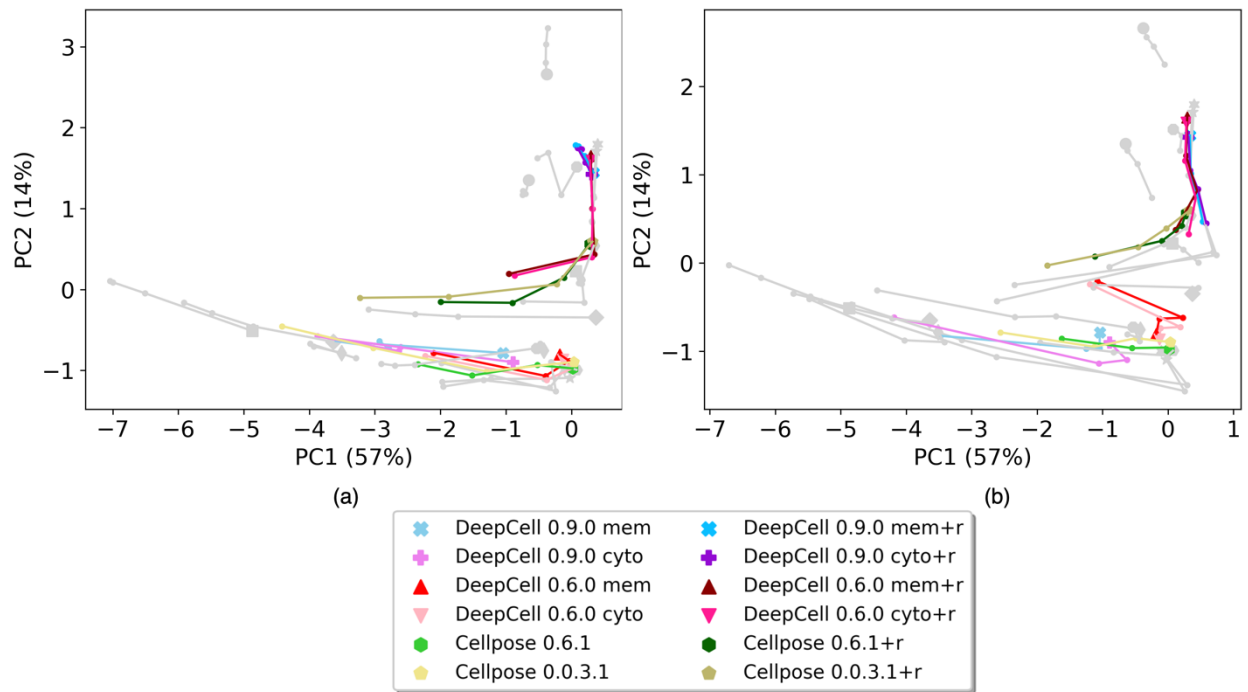 3
2
1
0
−1
PC2 (14%)
−7 −6 −5 −4 −3 −2 −1 0
PC1 (57%)
(a)
2
1
0
−1
PC2 (14%)
−7 −6 −5 −4 −3 −2 −1 0 1
PC1 (57%)
(b)
DeepCell 0.9.0 mem
DeepCell 0.9.0 cyto
DeepCell 0.6.0 mem
DeepCell 0.6.0 cyto
Cellpose 0.6.1
Cellpose 0.0.3.1
DeepCell 0.9.0 mem+r
DeepCell 0.9.0 cyto+r
DeepCell 0.6.0 mem+r
DeepCell 0.6.0 cyto+r
Cellpose 0.6.1+r
Cellpose 0.0.3.1+r